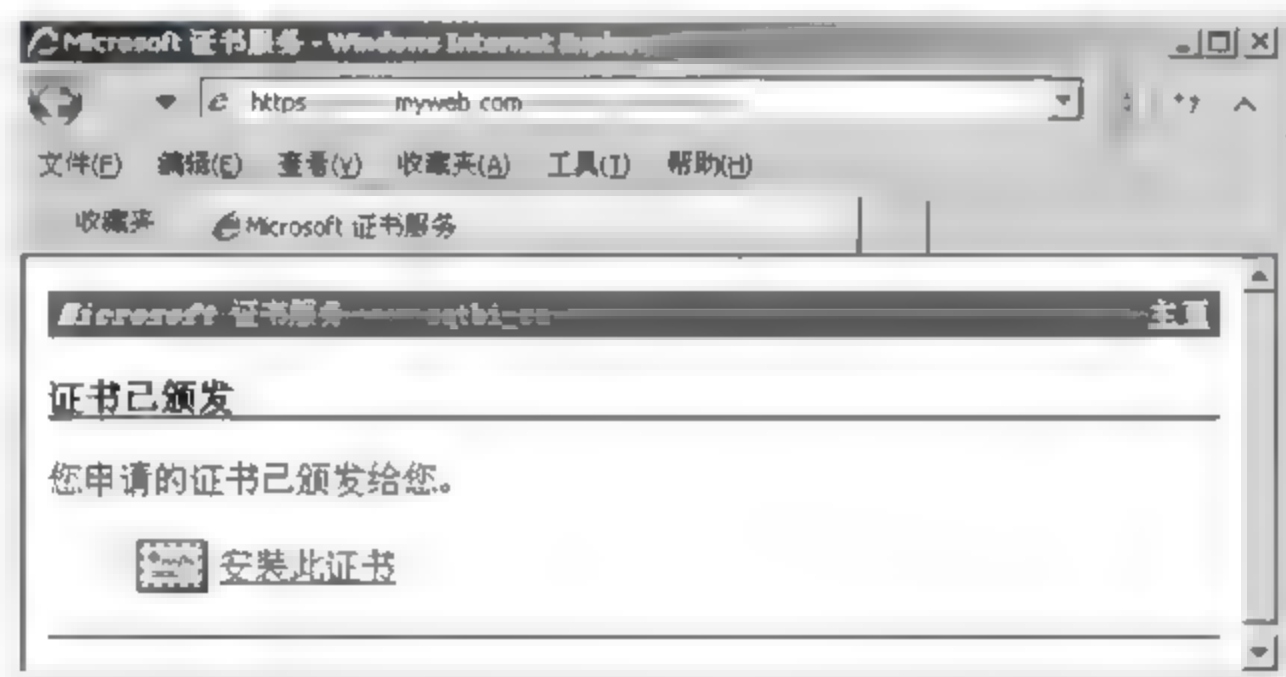 Microsoft 证书服务 - Windows Internet
https myweb com
文件(F) 编辑(E) 查看(V) 收藏夹(A) 工具(T) 帮助(H)
收藏夹 Microsoft 证书服务
Microsoft 证书服务 主页
证书已颁发
您申请的证书已颁发给您。
安装此证书